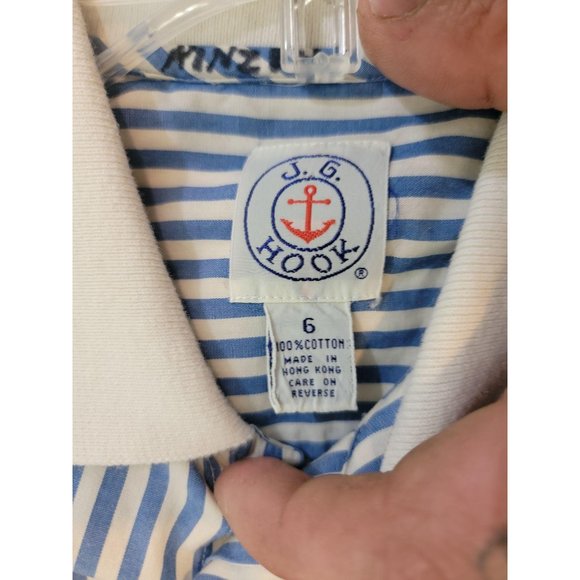 J. G.
HOOK
®
6
100% COTTON
MADE IN
HONG KONG
CARE ON
REVERSE